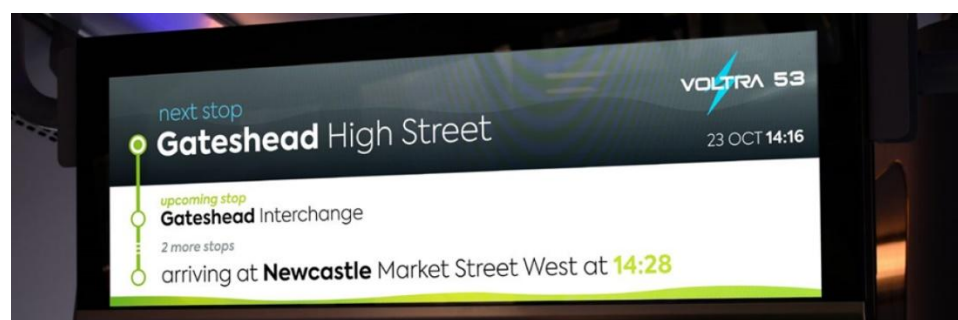 VOLTRA 53
next stop
Gateshead High Street
23 OCT 14:16
upcoming stop
Gateshead Interchange
2 more stops
arriving at Newcastle Market Street West at 14:28